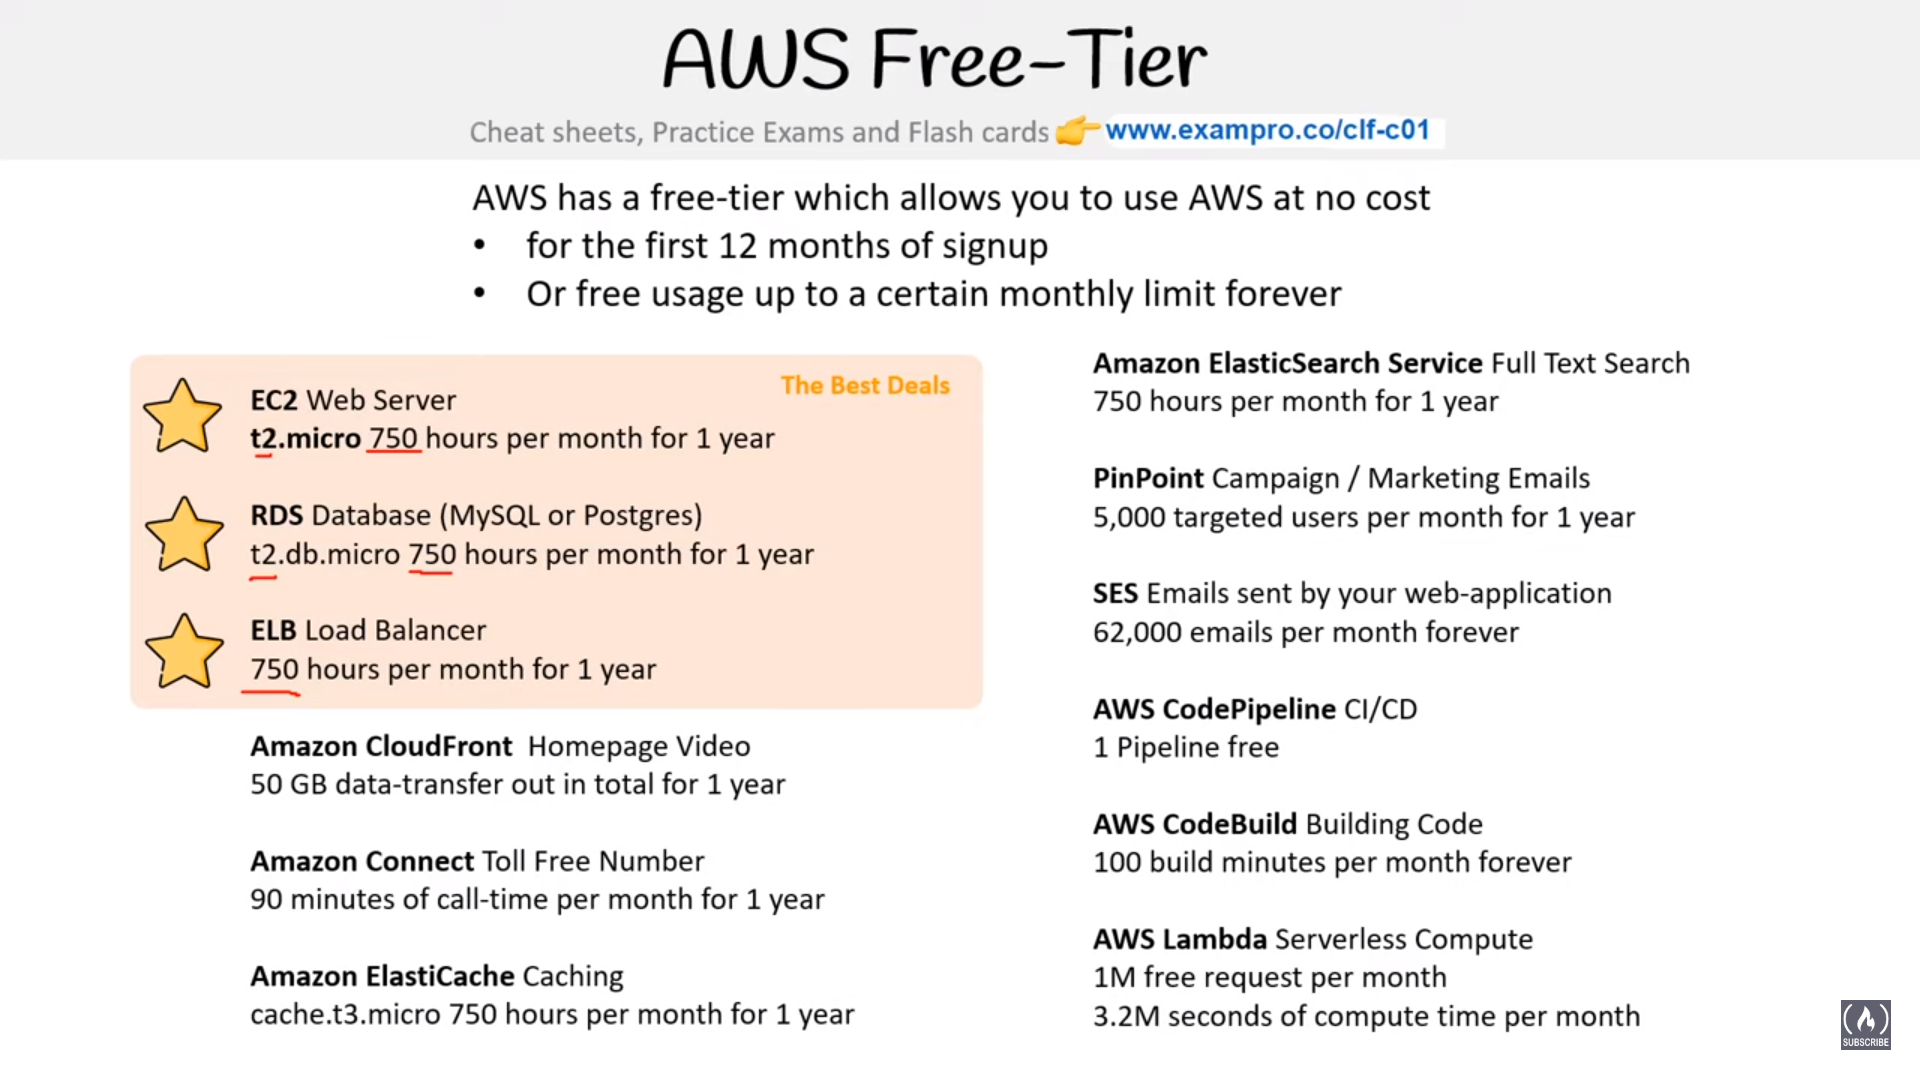 AWS Free-Tier
Cheat sheets, Practice Exams and Flash cards www.exampro.co/clf-c01
AWS has a free-tier which allows you to use AWS at no cost
• for the first 12 months of signup
• Or free usage up to a certain monthly limit forever
The Best Deals
EC2 Web Server
t2.micro 750 hours per month for 1 year
RDS Database (MySQL or Postgres)
t2.db.micro 750 hours per month for 1 year
ELB Load Balancer
750 hours per month for 1 year
Amazon CloudFront Homepage Video
50 GB data-transfer out in total for 1 year
Amazon Connect Toll Free Number
90 minutes of call-time per month for 1 year
Amazon ElastiCache Caching
cache.t3.micro 750 hours per month for 1 year
Amazon ElasticSearch Service Full Text Search
750 hours per month for 1 year
PinPoint Campaign / Marketing Emails
5,000 targeted users per month for 1 year
SES Emails sent by your web-application
62,000 emails per month forever
AWS CodePipeline CI/CD
1 Pipeline free
AWS CodeBuild Building Code
100 build minutes per month forever
AWS Lambda Serverless Compute
1M free request per month
3.2M seconds of compute time per month
SUBSCRIBE